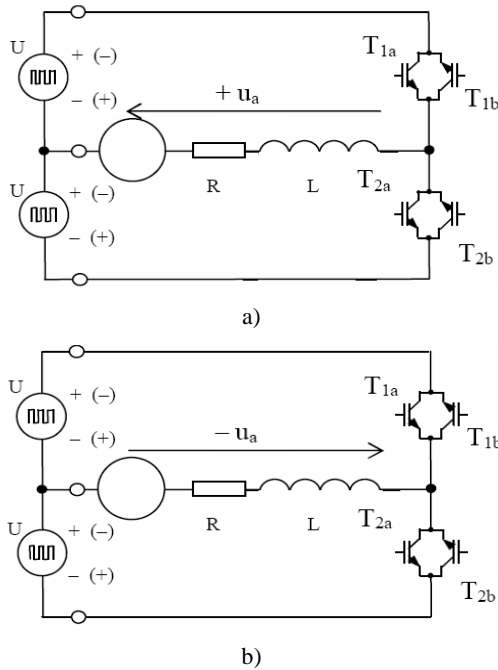 U
+ (–)
T1a
– (+)
+ ua
T1b
U
+ (–)
R
L
T2a
– (+)
T2b
a)
U
+ (–)
T1a
– (+)
– ua
T1b
U
+ (–)
R
L
T2a
– (+)
T2b
b)